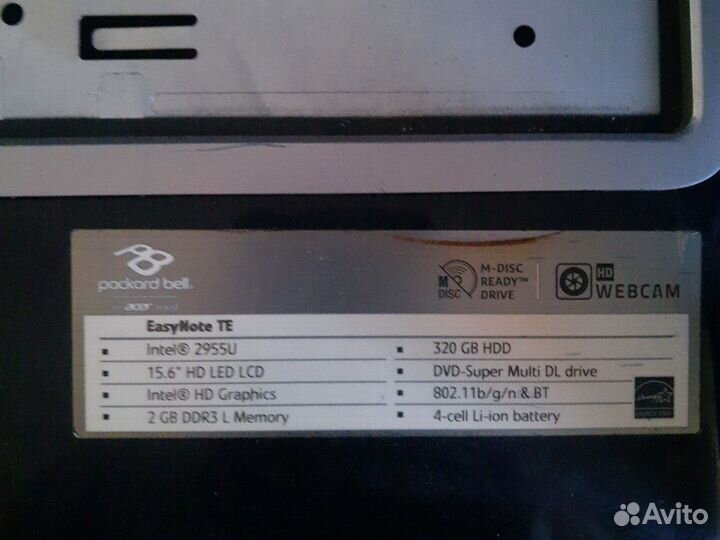 packard bell.
an acer brand
M-DISC
READY™
DRIVE
M
DISC
HD
WEBCAM
EasyNote TE
Intel® 2955U
15.6" HD LED LCD
Intel® HD Graphics
2 GB DDR3 L Memory
320 GB HDD
DVD-Super Multi DL drive
802.11b/g/n & BT
4-cell Li-ion battery
ENERGY STAR
Avito